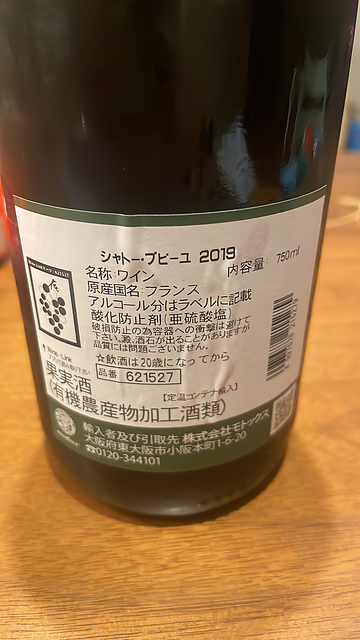 シャトー・プピーユ 2019
名称:ワイン 内容量: 750ml
原産国名:フランス
アルコール分はラベルに記載
酸化防止剤(亜硫酸塩)
破損防止の為容器への衝撃は避けて
下さい。澱、酒石が出ることがありますが
品質には問題ございません。
☆飲酒は20歳になってから
品番 621527
Wine-Link
【定温コンテナ輸入】
果実酒
(有機農産物加工酒類)
輸入者及び引取先 株式会社モトックス
大阪府東大阪市小阪本町1-6-20
☎0120-344101